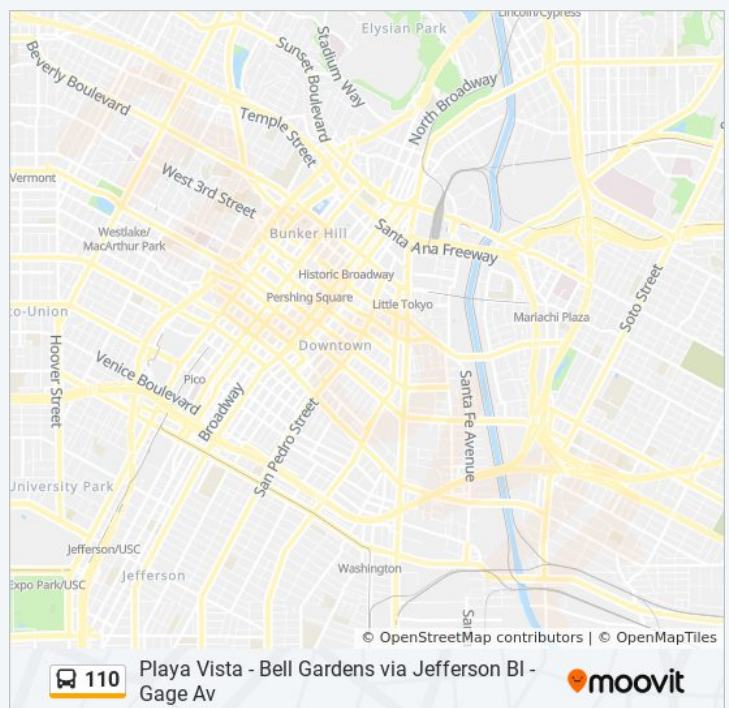 Lincoln/Cypress
Elysian Park
Stadium Way
Sunset Boulevard
Beverly Boulevard
North Broadway
Temple Street
Vermont
West 3rd Street
Westlake/
MacArthur Park
Bunker Hill
Santa Ana Freeway
Historic Broadway
Pershing Square
Little Tokyo
Mariachi Plaza
Soto Street
co-Union
Hoover Street
Downtown
Venice Boulevard
Pico
Broadway
Santa Fe Avenue
San Pedro Street
University Park
Jefferson/USC
Jefferson
Washington
Expo Park/USC
San
© OpenStreetMap contributors | © OpenMapTiles
110
Playa Vista - Bell Gardens via Jefferson Bl -
Gage Av
moovit